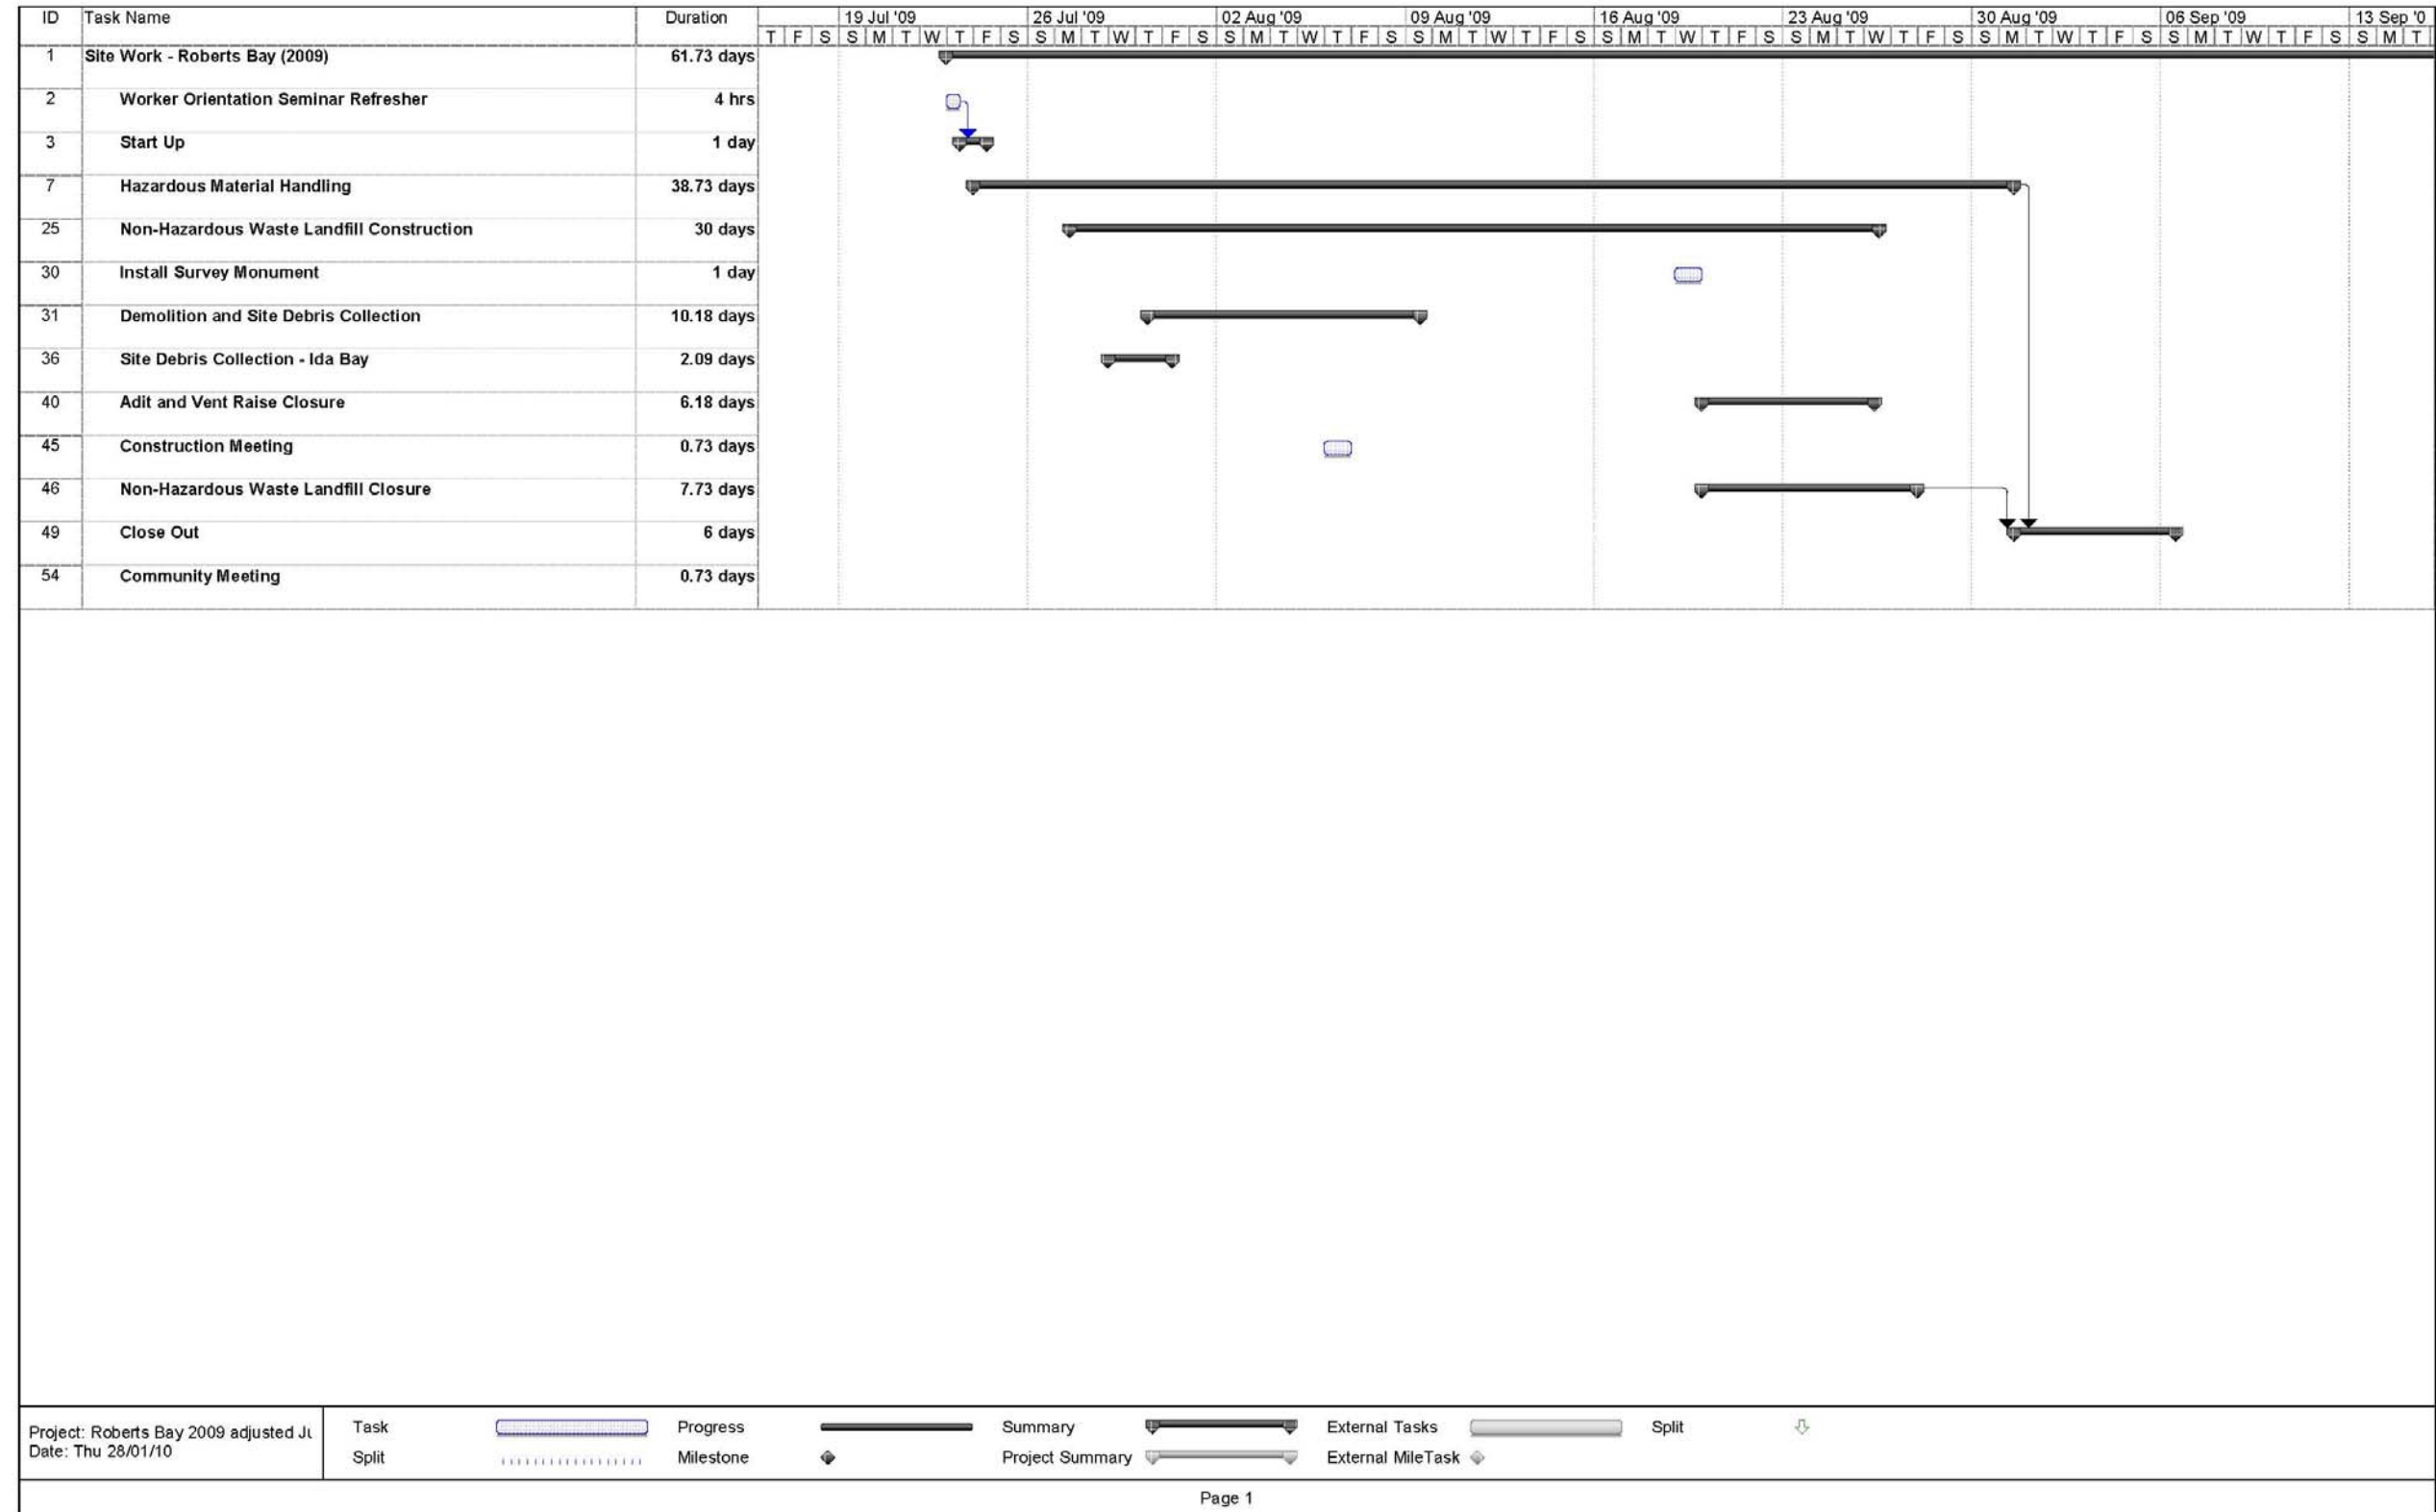 ID Task Name Duration 19 Jul '09 26 Jul '09 02 Aug '09 09 Aug '09 16 Aug '09 23 Aug '09 30 Aug '09 06 Sep '09 13 Sep '0
T F S S M T W T F S S M T W T F S S M T W T F S S M T W T F S S M T W T F S S M T W T F S S M T W T F S S M T W T F S S M T
1 Site Work - Roberts Bay (2009) 61.73 days
2 Worker Orientation Seminar Refresher 4 hrs
3 Start Up 1 day
7 Hazardous Material Handling 38.73 days
25 Non-Hazardous Waste Landfill Construction 30 days
30 Install Survey Monument 1 day
31 Demolition and Site Debris Collection 10.18 days
36 Site Debris Collection - Ida Bay 2.09 days
40 Adit and Vent Raise Closure 6.18 days
45 Construction Meeting 0.73 days
46 Non-Hazardous Waste Landfill Closure 7.73 days
49 Close Out 6 days
54 Community Meeting 0.73 days
Project: Roberts Bay 2009 adjusted Ju
Date: Thu 28/01/10
Task Progress Summary External Tasks Split
Split Milestone Project Summary External MileTask
Page 1